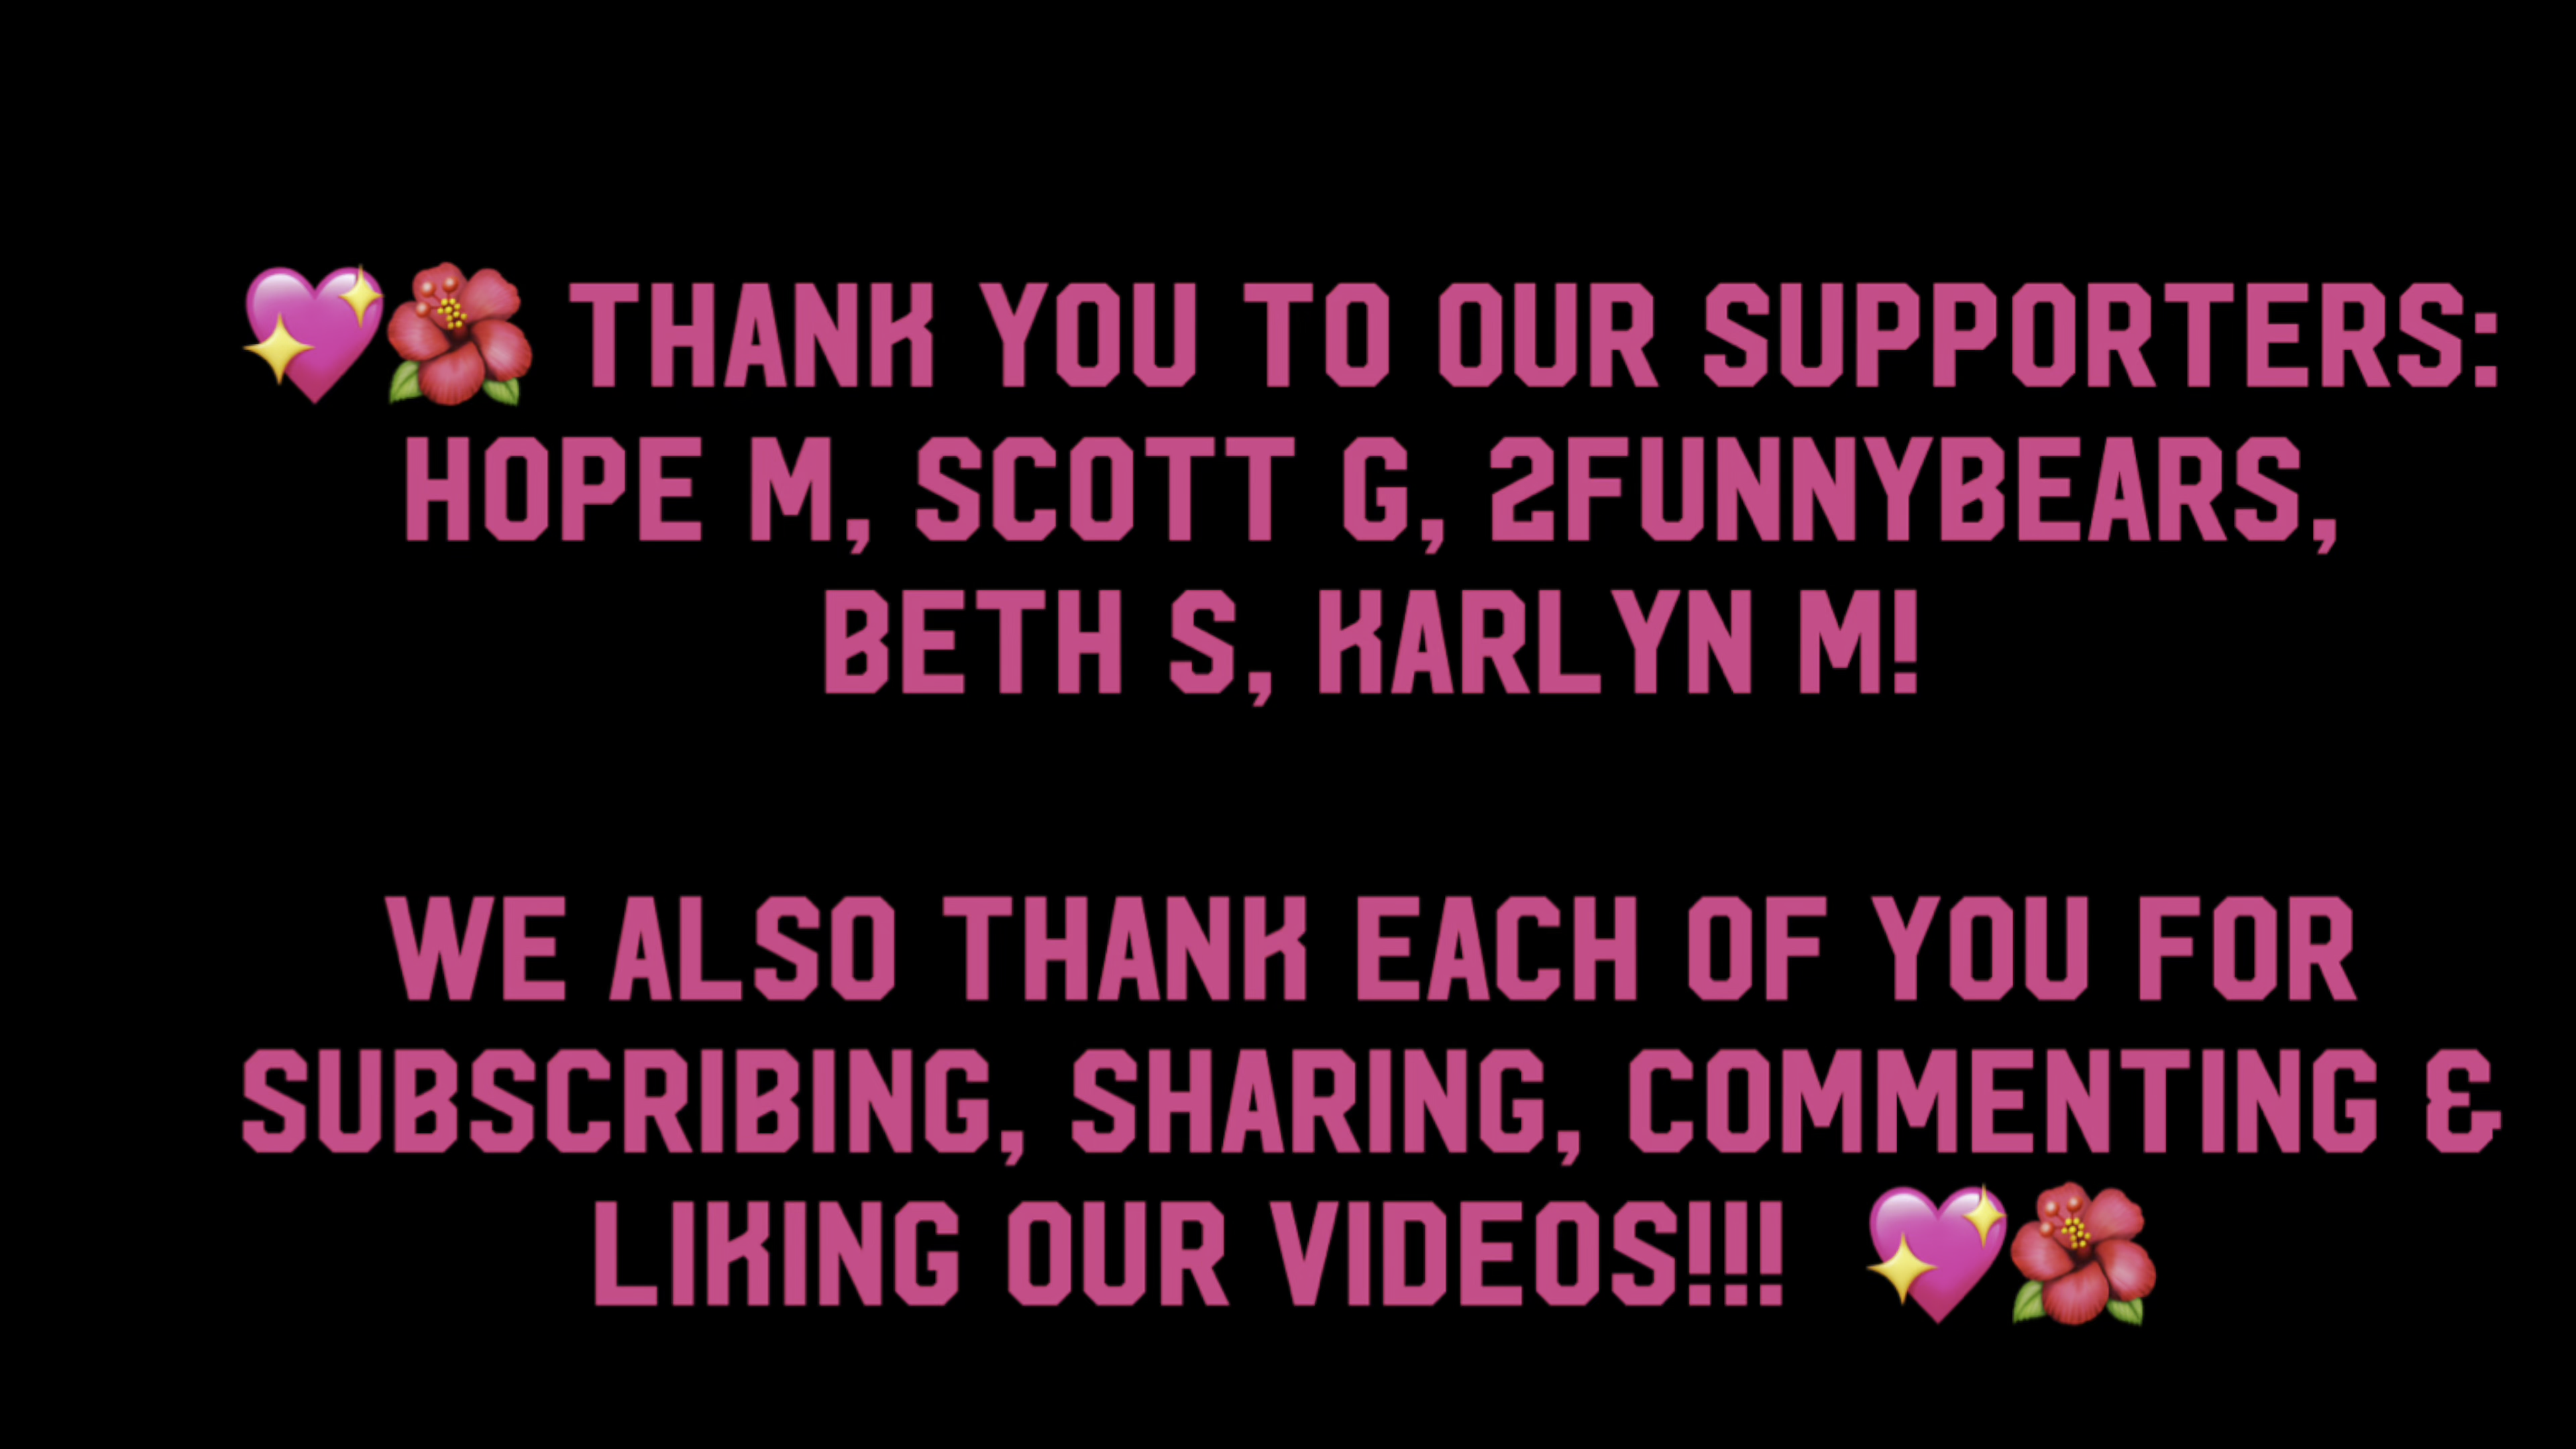 💖🌺 THANK YOU TO OUR SUPPORTERS:
HOPE M, SCOTT G, 2FUNNYBEARS,
BETH S, KARLYN M!
WE ALSO THANK EACH OF YOU FOR
SUBSCRIBING, SHARING, COMMENTING &
LIKING OUR VIDEOS!!! 💖🌺